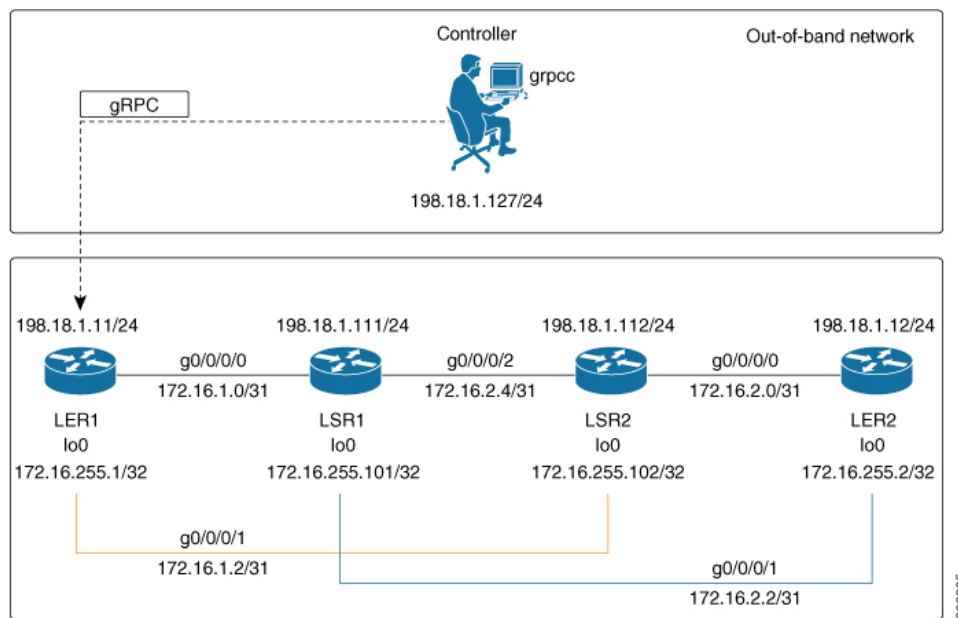 Controller
Out-of-band network
grpcc
gRPC
198.18.1.127/24
198.18.1.11/24
198.18.1.111/24
198.18.1.112/24
198.18.1.12/24
g0/0/0/0
g0/0/0/2
g0/0/0/0
172.16.1.0/31
172.16.2.4/31
172.16.2.0/31
LER1
LSR1
LSR2
LER2
lo0
lo0
lo0
lo0
172.16.255.1/32
172.16.255.101/32
172.16.255.102/32
172.16.255.2/32
g0/0/0/1
172.16.1.2/31
g0/0/0/1
172.16.2.2/31